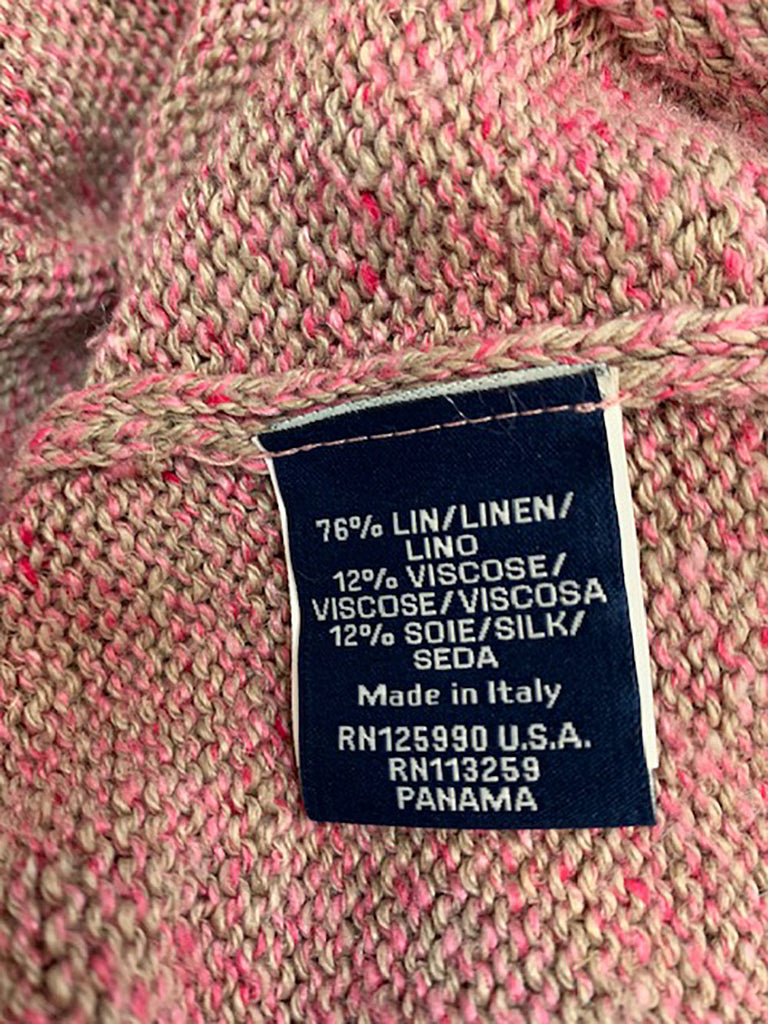 76% LIN/LINEN/
LINO
12% VISCOSE/
VISCOSE/VISCOSA
12% SOIE/SILK/
SEDA
Made in Italy
RN125990 U.S.A.
RN113259
PANAMA